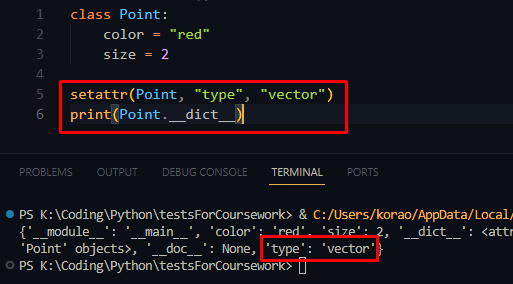 1 class Point:
2 color = "red"
3 size = 2
4
5 setattr(Point, "type", "vector")
6 print(Point.__dict__)
PROBLEMS OUTPUT DEBUG CONSOLE TERMINAL PORTS
PS K:\Coding\Python\testsForCoursework> & C:/Users/korao/AppData/Local/
{'__module__': '__main__', 'color': 'red', 'size': 2, '__dict__': <attr
'Point' objects>, '__doc__': None, 'type': 'vector'}
PS K:\Coding\Python\testsForCoursework>